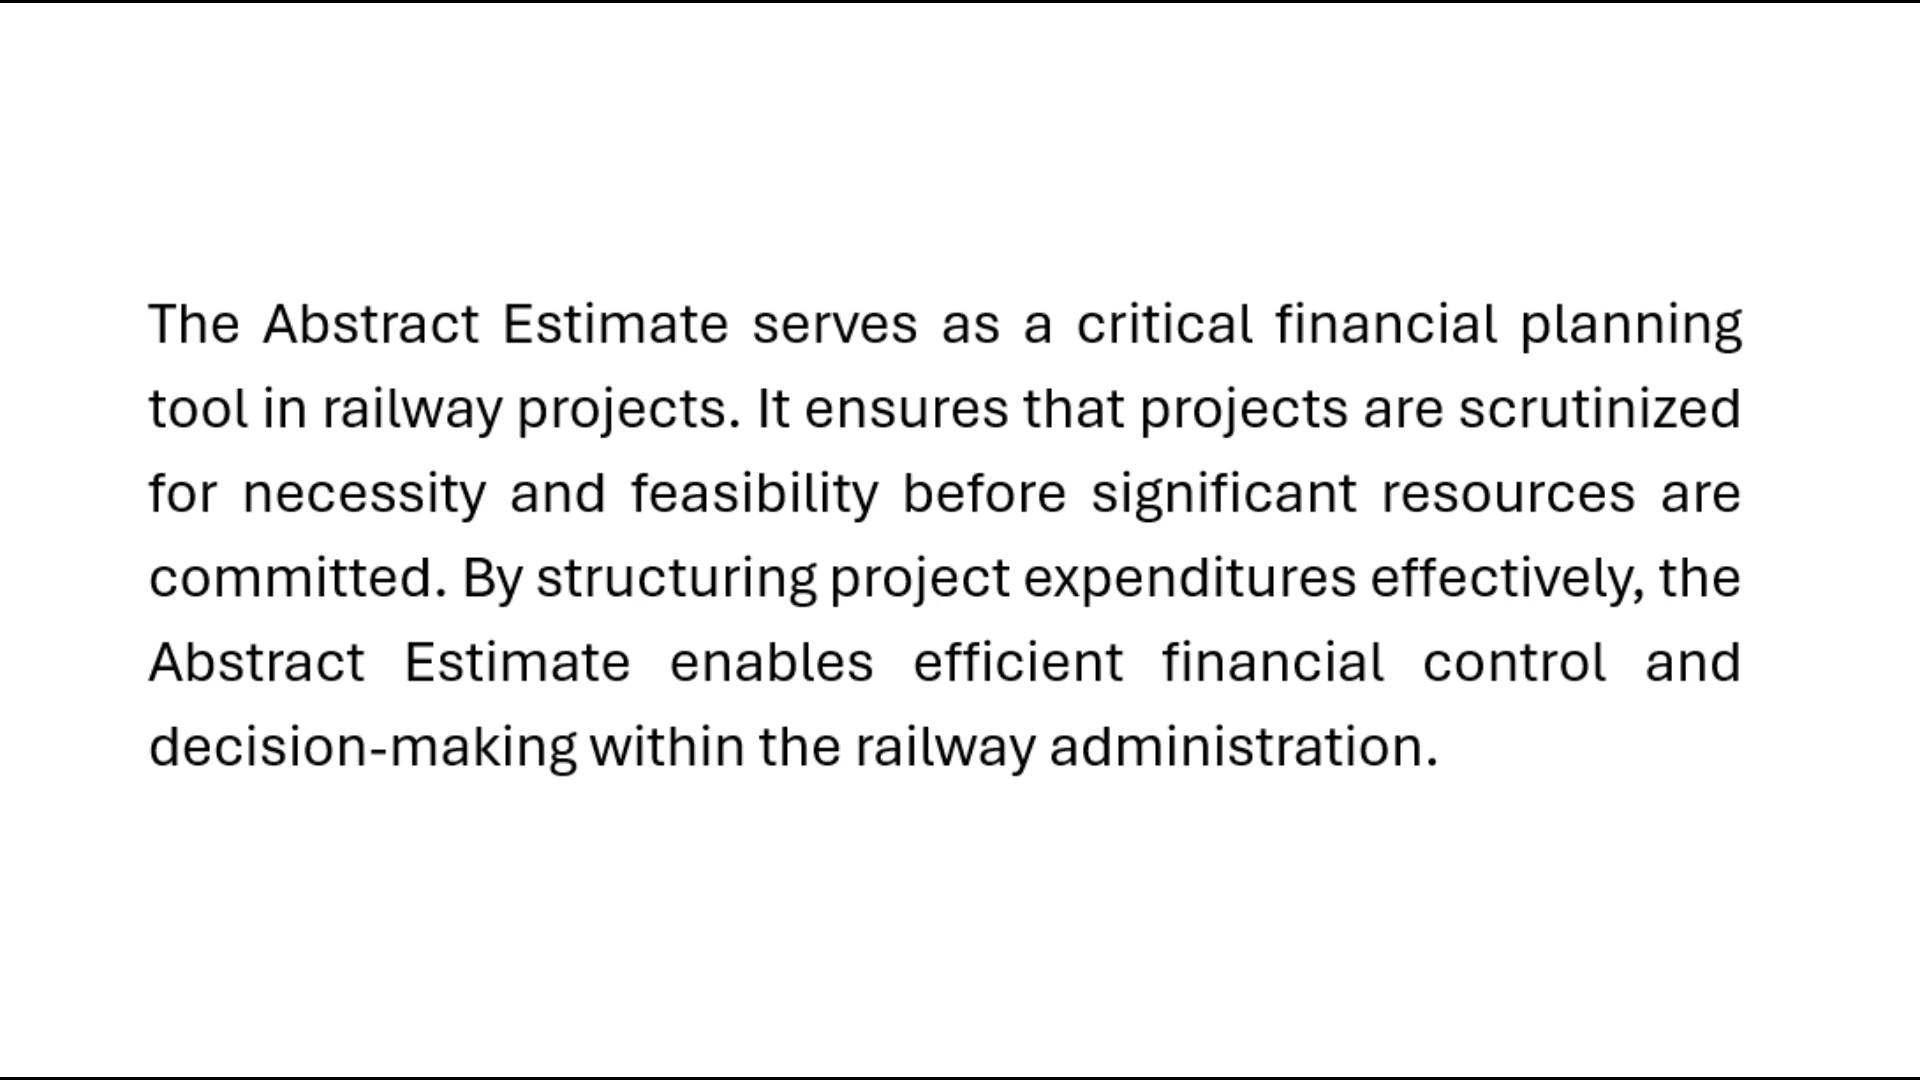 The Abstract Estimate serves as a critical financial planning
tool in railway projects. It ensures that projects are scrutinized
for necessity and feasibility before significant resources are
committed. By structuring project expenditures effectively, the
Abstract Estimate enables efficient financial control and
decision-making within the railway administration.